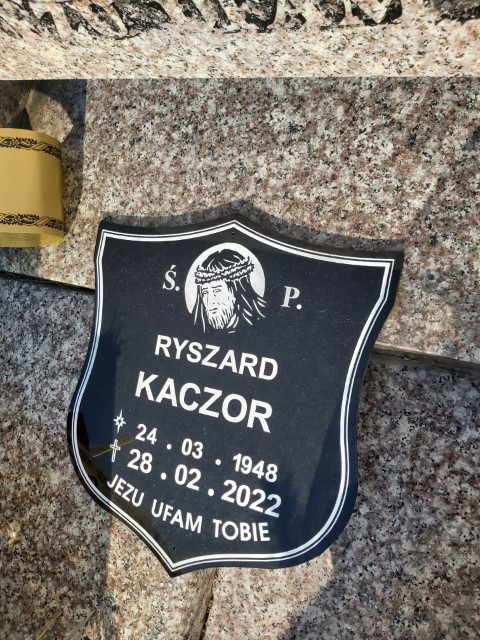 Ś. P.
RYSZARD
KACZOR
24 . 03 . 1948
28 . 02 . 2022
JEZU UFAM TOBIE